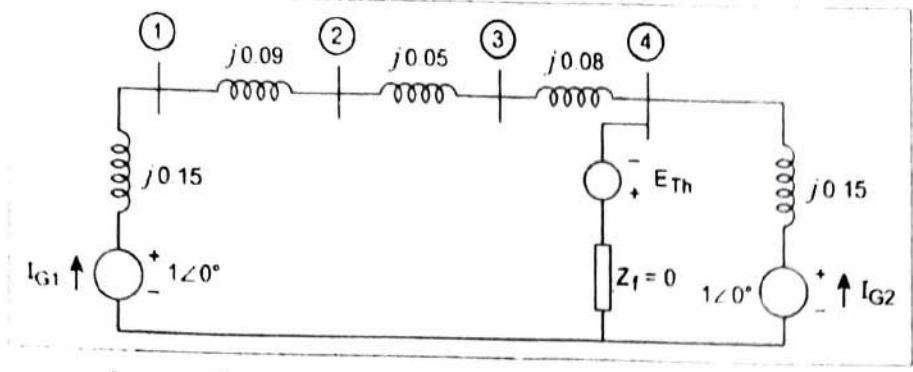 1
2
3
4
j0.09
j0.05
j0.08
j0.15
− E_Th +
j0.15
I_G1 ↑
+ 1∠0° −
Z_f = 0
1∠0° + −
↑ I_G2